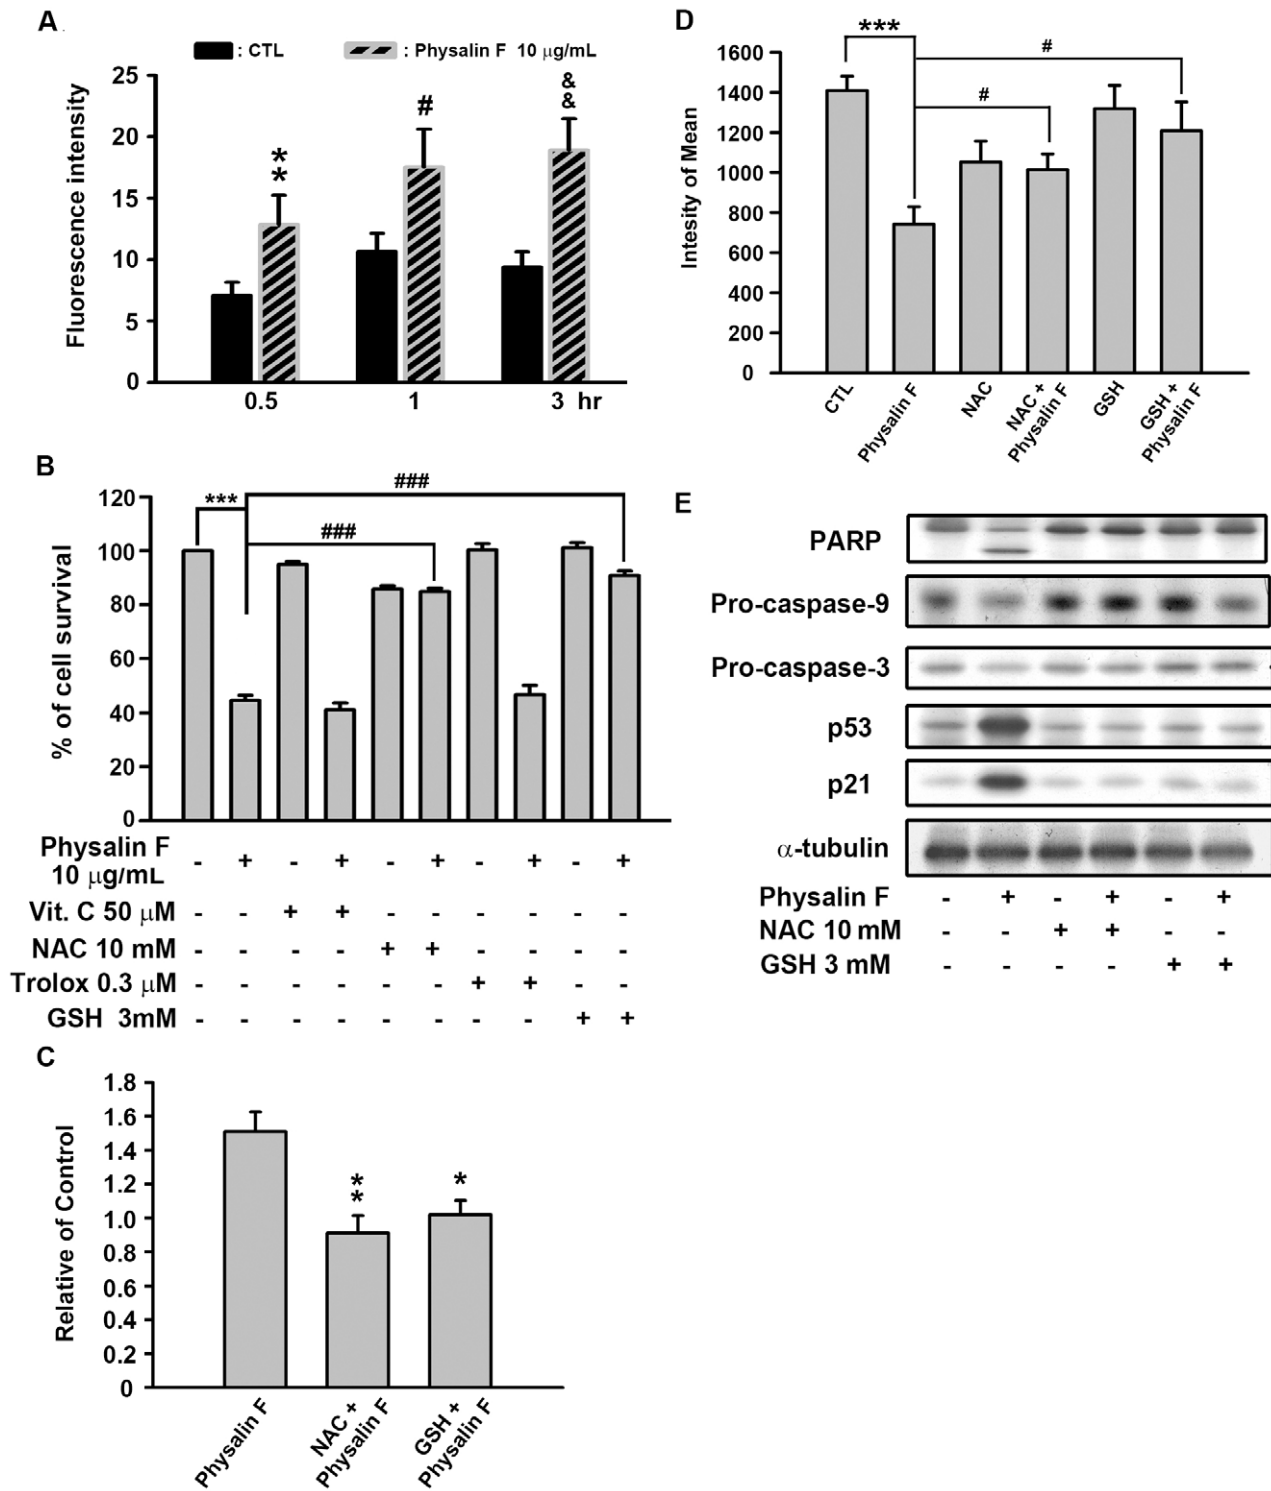 A
: CTL : Physalin F 10 μg/mL
Fluorescence intensity
25
20
15
10
5
0
*
*
#
&
&
0.5 1 3 hr
B
% of cell survival
120
100
80
60
40
20
0
***
###
###
Physalin F - + - + - + - + - +
10 μg/mL
Vit. C 50 μM - - + + - - - - - -
NAC 10 mM - - - - + + - - - -
Trolox 0.3 μM - - - - - - + + - -
GSH 3mM - - - - - - - - + +
C
Relative of Control
1.8
1.6
1.4
1.2
1.0
0.8
0.6
0.4
0.2
0
*
*
*
Physalin F
NAC +
Physalin F
GSH +
Physalin F
D
Intesity of Mean
1600
1400
1200
1000
800
600
400
200
0
***
#
#
CTL
Physalin F
NAC
NAC +
Physalin F
GSH
GSH +
Physalin F
E
PARP
Pro-caspase-9
Pro-caspase-3
p53
p21
α-tubulin
Physalin F - + - + - +
NAC 10 mM - - + + - -
GSH 3 mM - - - - + +